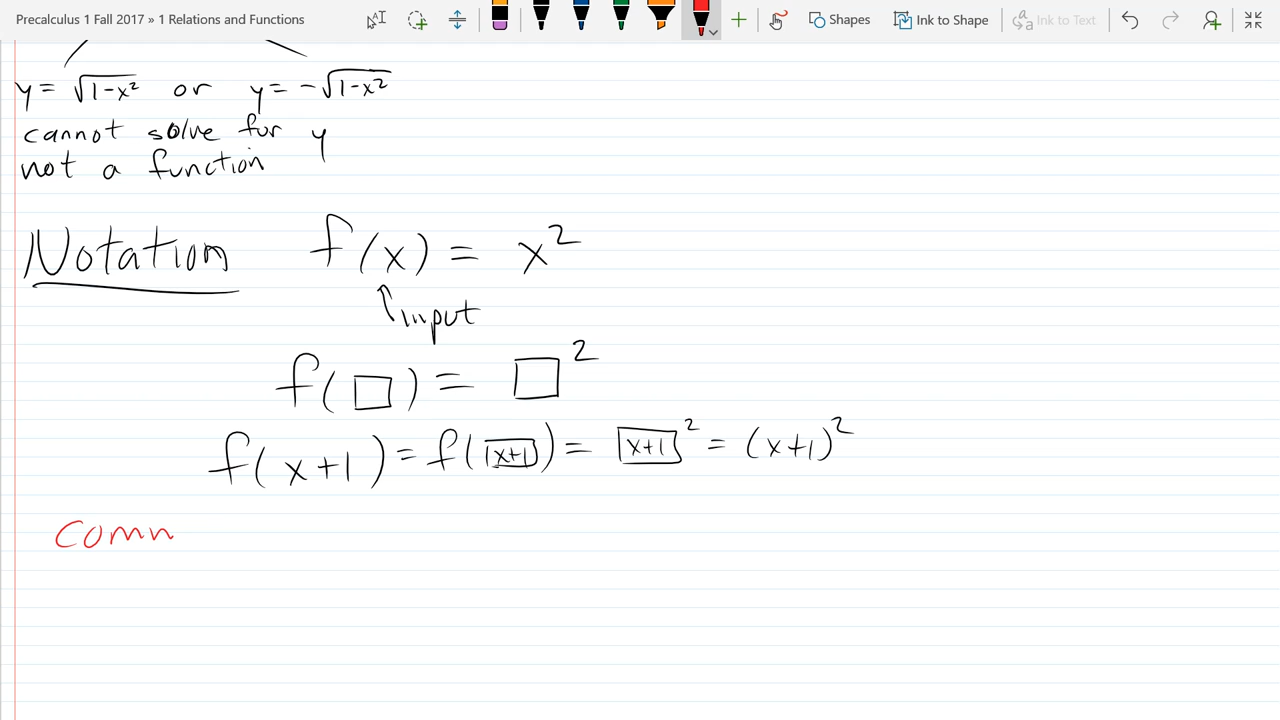 Precalculus 1 Fall 2017 » 1 Relations and Functions
Shapes Ink to Shape Ink to Text
y = √1-x² or y = -√1-x²
cannot solve for y
not a function
Notation f(x) = x²
input
f(□) = □²
f(x+1) = f(x+1) = x+1² = (x+1)²
comn